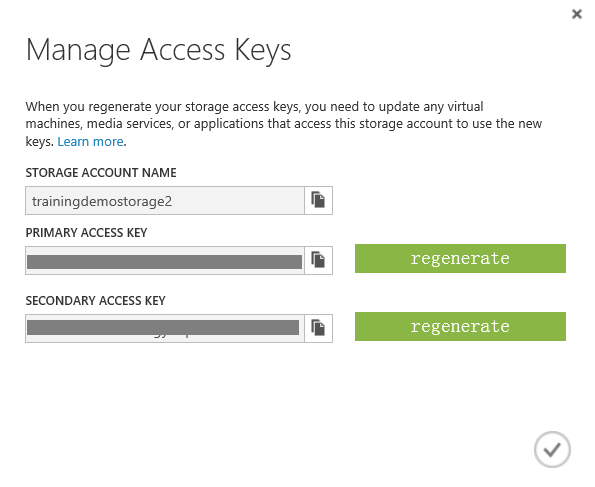 Manage Access Keys
When you regenerate your storage access keys, you need to update any virtual
machines, media services, or applications that access this storage account to use the new
keys. Learn more.
STORAGE ACCOUNT NAME
trainingdemostorage2
PRIMARY ACCESS KEY
regenerate
SECONDARY ACCESS KEY
regenerate